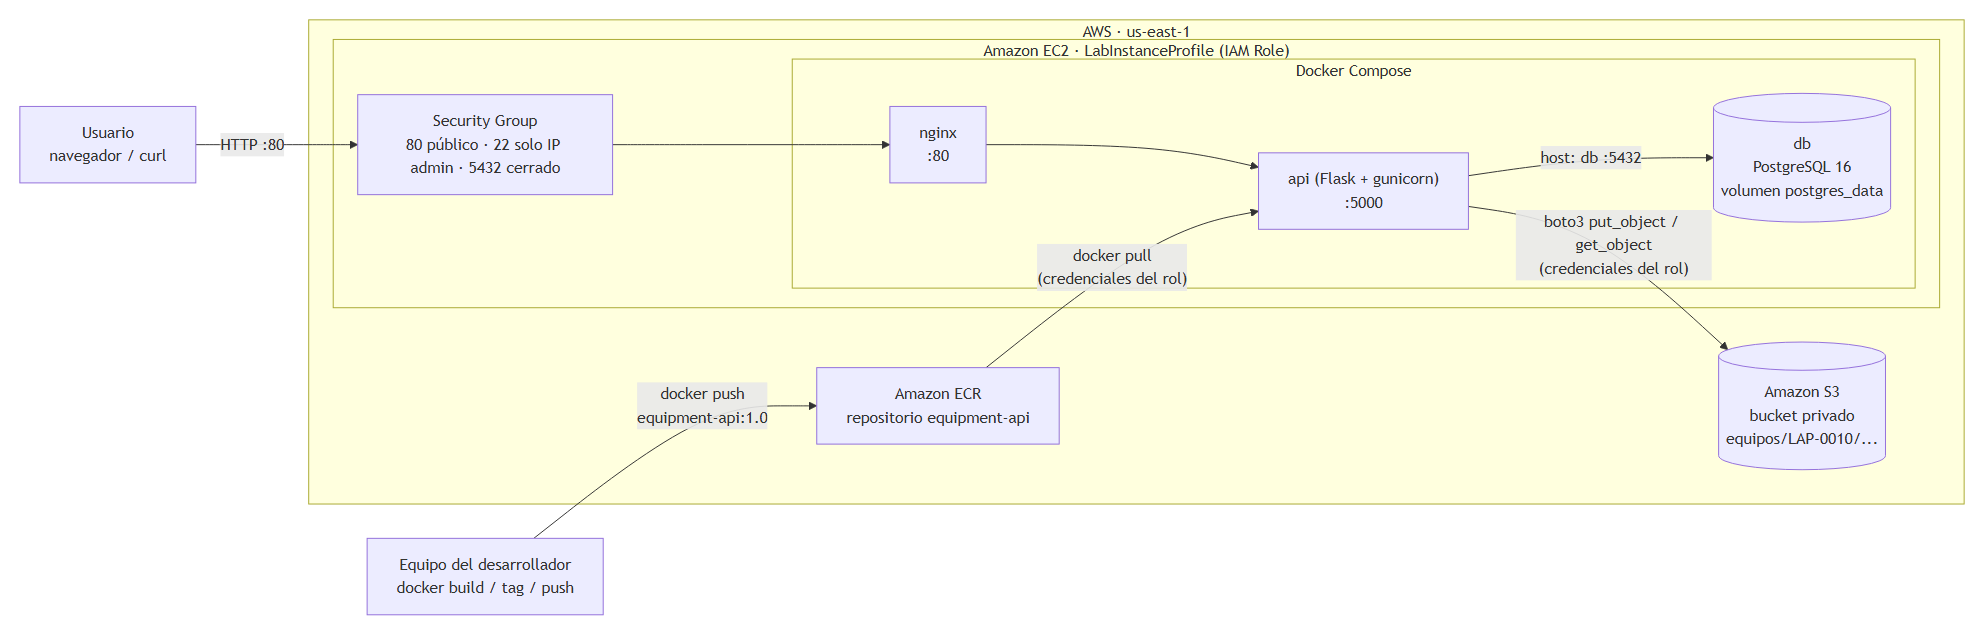 AWS · us-east-1
Amazon EC2 · LabInstanceProfile (IAM Role)
Docker Compose
Usuario
navegador / curl
HTTP :80
Security Group
80 público · 22 solo IP
admin · 5432 cerrado
nginx
:80
api (Flask + gunicorn)
:5000
host: db :5432
db
PostgreSQL 16
volumen postgres_data
boto3 put_object /
get_object
(credenciales del rol)
docker pull
(credenciales del rol)
docker push
equipment-api:1.0
Amazon ECR
repositorio equipment-api
Amazon S3
bucket privado
equipos/LAP-0010/...
Equipo del desarrollador
docker build / tag / push